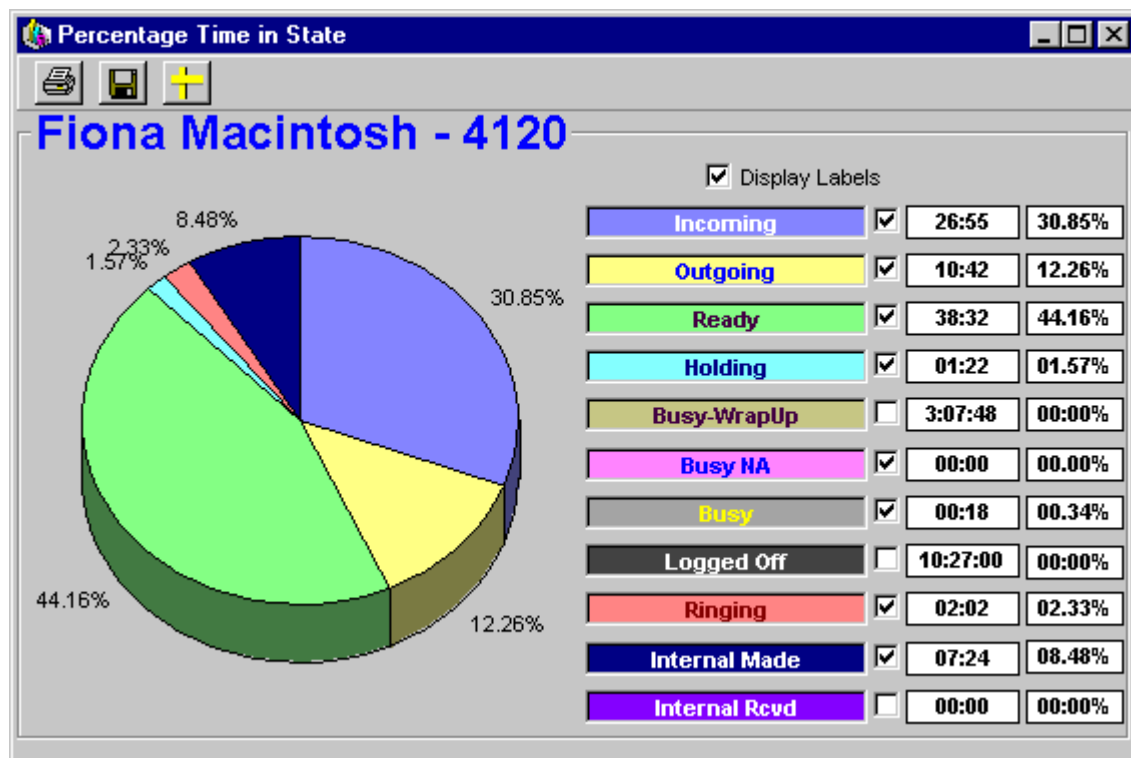 Percentage Time in State
Fiona Macintosh - 4120
Display Labels
8.48%
2.33%
1.57%
30.85%
44.16%
12.26%
Incoming 26:55 30.85%
Outgoing 10:42 12.26%
Ready 38:32 44.16%
Holding 01:22 01.57%
Busy-WrapUp 3:07:48 00:00%
Busy NA 00:00 00.00%
Busy 00:18 00.34%
Logged Off 10:27:00 00:00%
Ringing 02:02 02.33%
Internal Made 07:24 08.48%
Internal Rcvd 00:00 00:00%